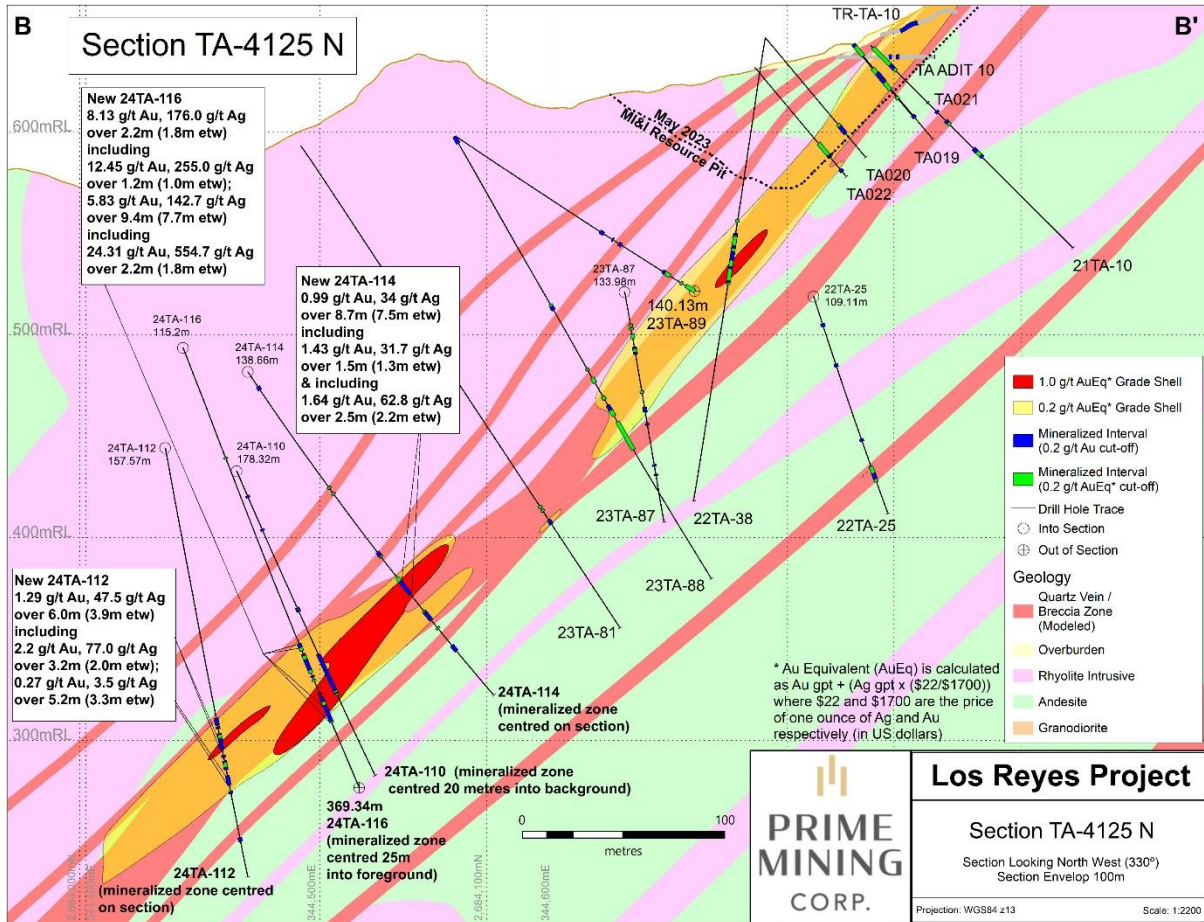 B
B'
Section TA-4125 N
New 24TA-116
8.13 g/t Au, 176.0 g/t Ag
over 2.2m (1.8m etw)
including
12.45 g/t Au, 255.0 g/t Ag
over 1.2m (1.0m etw);
5.83 g/t Au, 142.7 g/t Ag
over 9.4m (7.7m etw)
including
24.31 g/t Au, 554.7 g/t Ag
over 2.2m (1.8m etw)
TR-TA-10
TA ADIT 10
TA021
TA019
TA020
TA022
600mRL
May 2023
MI&I Resource Pit
21TA-10
New 24TA-114
0.99 g/t Au, 34 g/t Ag
over 8.7m (7.5m etw)
including
1.43 g/t Au, 31.7 g/t Ag
over 1.5m (1.3m etw)
& including
1.64 g/t Au, 62.8 g/t Ag
over 2.5m (2.2m etw)
23TA-87
133.98m
140.13m
23TA-89
22TA-25
109.11m
500mRL
24TA-116
115.2m
24TA-114
138.66m
24TA-112
157.57m
24TA-110
178.32m
23TA-87
22TA-38
22TA-25
23TA-88
23TA-81
400mRL
1.0 g/t AuEq* Grade Shell
0.2 g/t AuEq* Grade Shell
Mineralized Interval
(0.2 g/t Au cut-off)
Mineralized Interval
(0.2 g/t AuEq* cut-off)
Drill Hole Trace
Into Section
Out of Section
Geology
Quartz Vein /
Breccia Zone
(Modeled)
Overburden
Rhyolite Intrusive
Andesite
Granodiorite
New 24TA-112
1.29 g/t Au, 47.5 g/t Ag
over 6.0m (3.9m etw)
including
2.2 g/t Au, 77.0 g/t Ag
over 3.2m (2.0m etw);
0.27 g/t Au, 3.5 g/t Ag
over 5.2m (3.3m etw)
24TA-114
(mineralized zone
centred on section)
* Au Equivalent (AuEq) is calculated
as Au gpt + (Ag gpt x ($22/$1700))
where $22 and $1700 are the price
of one ounce of Ag and Au
respectively (in US dollars)
300mRL
24TA-110 (mineralized zone
centred 20 metres into background)
369.34m
24TA-116
(mineralized zone
centred 25m
into foreground)
24TA-112
(mineralized zone centred
on section)
0
100
metres
2,684,000mN
344,500mE
2,684,100mN
344,600mE
PRIME
MINING
CORP.
Los Reyes Project
Section TA-4125 N
Section Looking North West (330º)
Section Envelop 100m
Projection: WGS84 z13
Scale: 1:2200